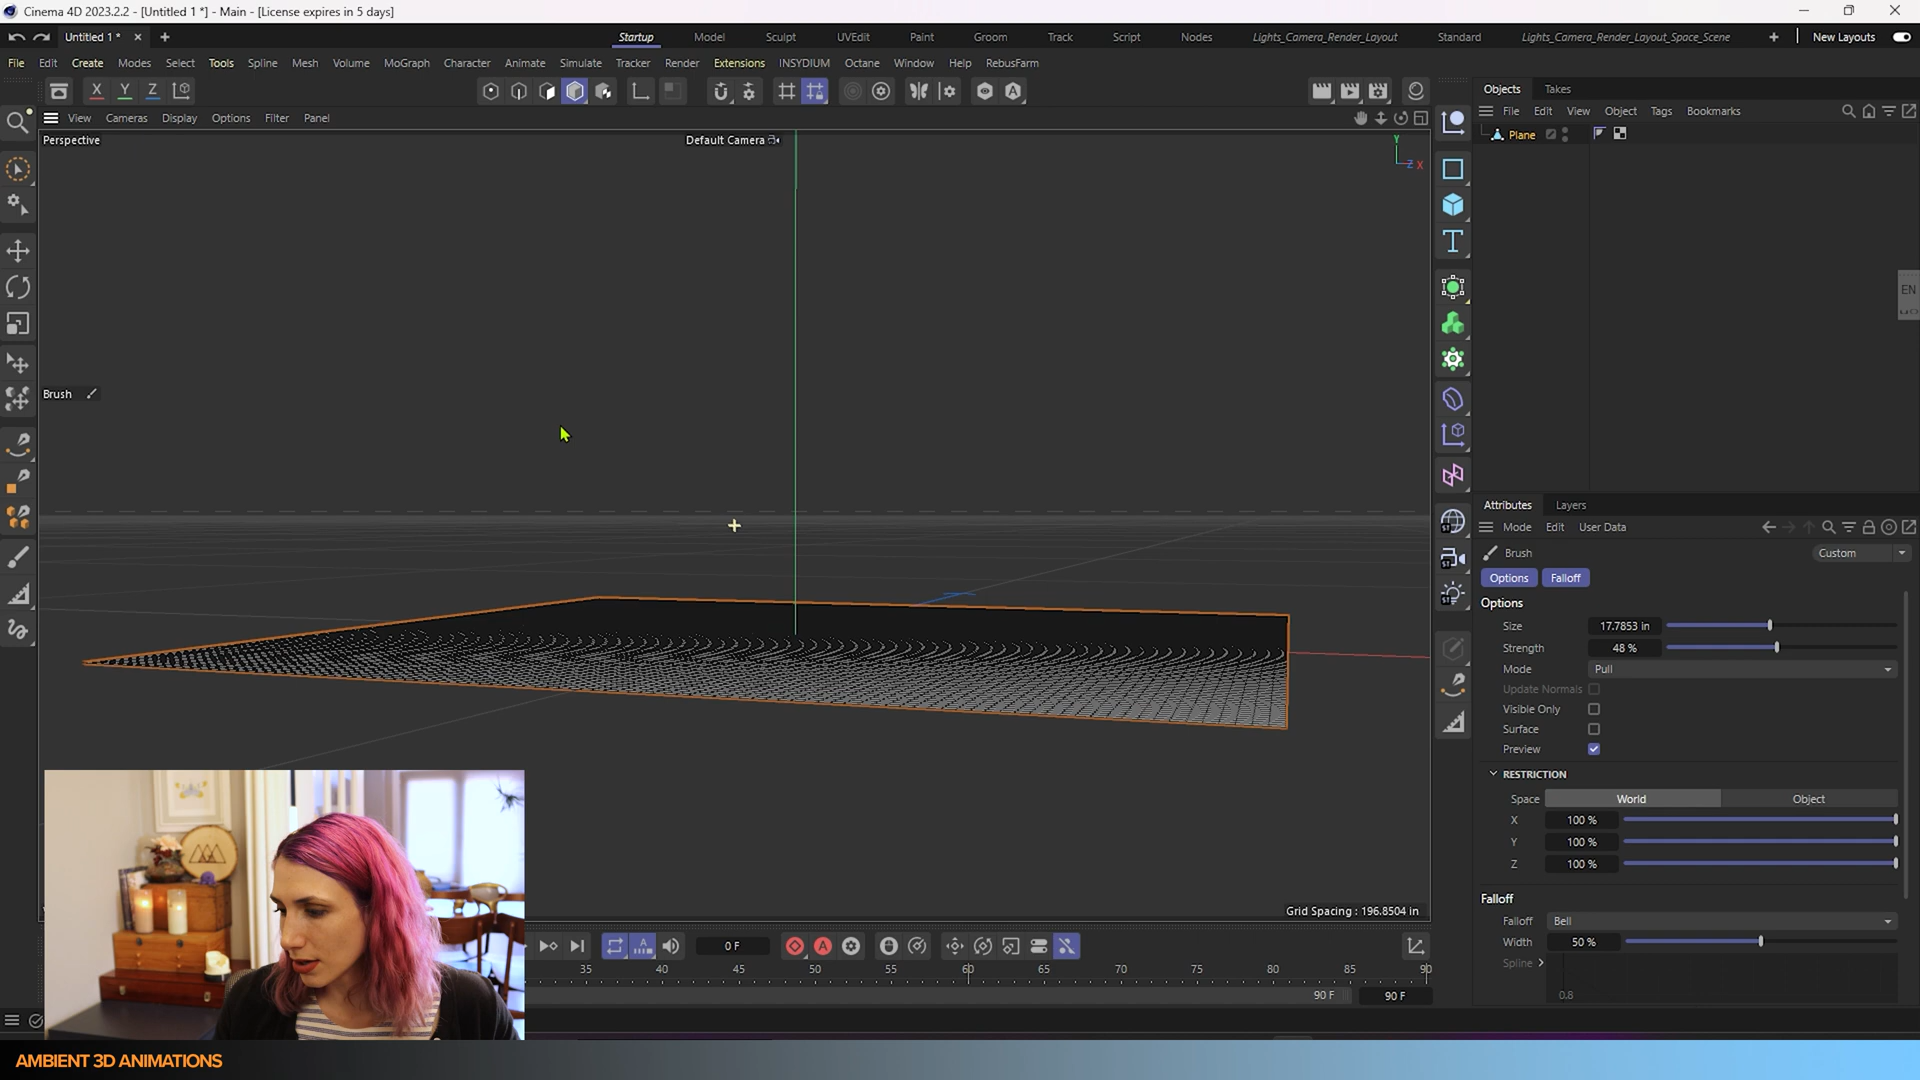 Cinema 4D 2023.2.2 - [Untitled 1 *] - Main - [License expires in 5 days]
Untitled 1 *
Startup Model Sculpt UVEdit Paint Groom Track Script Nodes Lights_Camera_Render_Layout Standard Lights_Camera_Render_Layout_Space_Scene New Layouts
File Edit Create Modes Select Tools Spline Mesh Volume MoGraph Character Animate Simulate Tracker Render Extensions INSYDIUM Octane Window Help RebusFarm
X Y Z
Objects Takes
File Edit View Object Tags Bookmarks
View Cameras Display Options Filter Panel
Plane
Perspective
Default Camera
Y
Z X
EN
Brush
Attributes Layers
Mode Edit User Data
Brush
Custom
Options Falloff
Options
Size 17.7853 in
Strength 48 %
Mode Pull
Update Normals
Visible Only
Surface
Preview
RESTRICTION
Space World Object
X 100 %
Y 100 %
Z 100 %
Falloff
Falloff Bell
Width 50 %
Spline
0.8
Grid Spacing : 196.8504 in
0 F
35 40 45 50 55 60 65 70 75 80 85 90
90 F 90 F
AMBIENT 3D ANIMATIONS